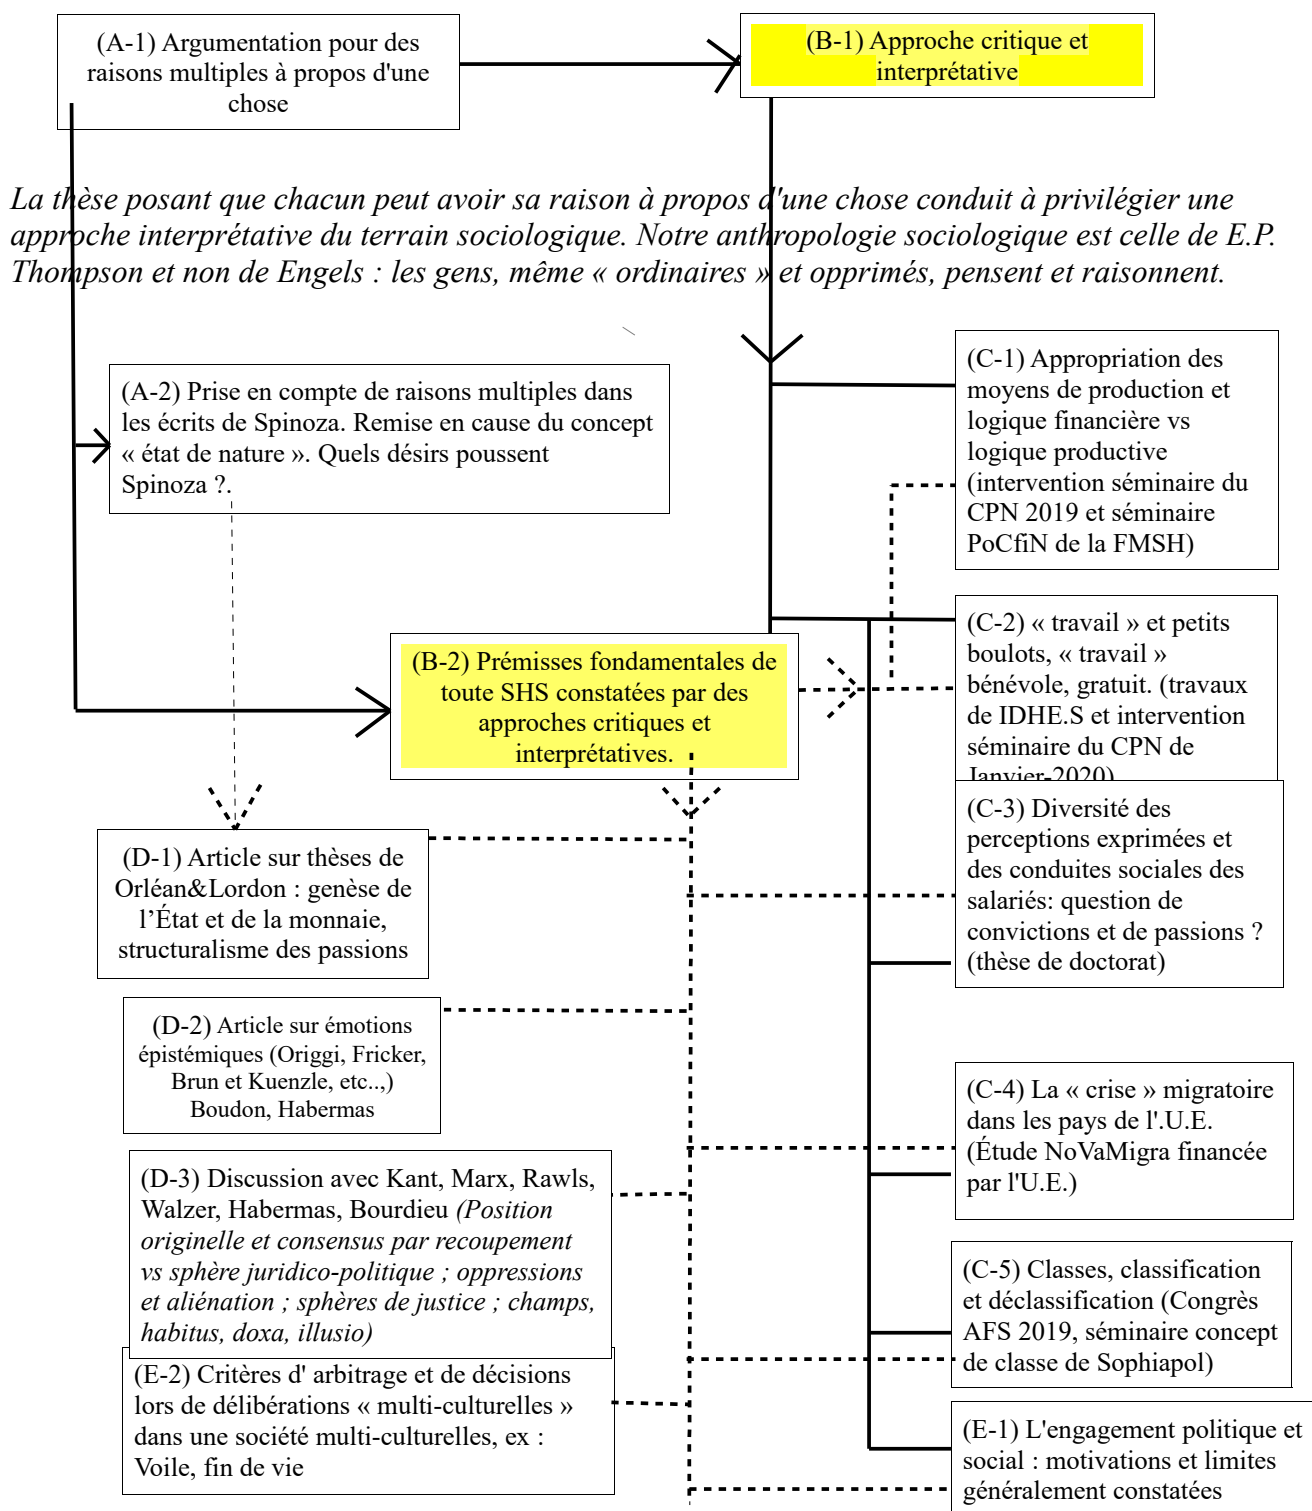 (A-1) Argumentation pour des
raisons multiples à propos d'une
chose
(B-1) Approche critique et
interprétative
La thèse posant que chacun peut avoir sa raison à propos d'une chose conduit à privilégier une
approche interprétative du terrain sociologique. Notre anthropologie sociologique est celle de E.P.
Thompson et non de Engels : les gens, même « ordinaires » et opprimés, pensent et raisonnent.
(A-2) Prise en compte de raisons multiples dans
les écrits de Spinoza. Remise en cause du concept
« état de nature ». Quels désirs poussent
Spinoza ?.
(C-1) Appropriation des
moyens de production et
logique financière vs
logique productive
(intervention séminaire du
CPN 2019 et séminaire
PoCfiN de la FMSH)
(C-2) « travail » et petits
boulots, « travail »
bénévole, gratuit. (travaux
de IDHE.S et intervention
séminaire du CPN de
Janvier-2020)
(B-2) Prémisses fondamentales de
toute SHS constatées par des
approches critiques et
interprétatives.
(C-3) Diversité des
perceptions exprimées et
des conduites sociales des
salariés: question de
convictions et de passions ?
(thèse de doctorat)
(D-1) Article sur thèses de
Orléan&Lordon : genèse de
l’État et de la monnaie,
structuralisme des passions
(D-2) Article sur émotions
épistémiques (Origgi, Fricker,
Brun et Kuenzle, etc..,)
Boudon, Habermas
(C-4) La « crise » migratoire
dans les pays de l'.U.E.
(Étude NoVaMigra financée
par l'U.E.)
(D-3) Discussion avec Kant, Marx, Rawls,
Walzer, Habermas, Bourdieu (Position
originelle et consensus par recoupement
vs sphère juridico-politique ; oppressions
et aliénation ; sphères de justice ; champs,
habitus, doxa, illusio)
(C-5) Classes, classification
et déclassification (Congrès
AFS 2019, séminaire concept
de classe de Sophiapol)
(E-2) Critères d' arbitrage et de décisions
lors de délibérations « multi-culturelles »
dans une société multi-culturelles, ex :
Voile, fin de vie
(E-1) L'engagement politique et
social : motivations et limites
généralement constatées